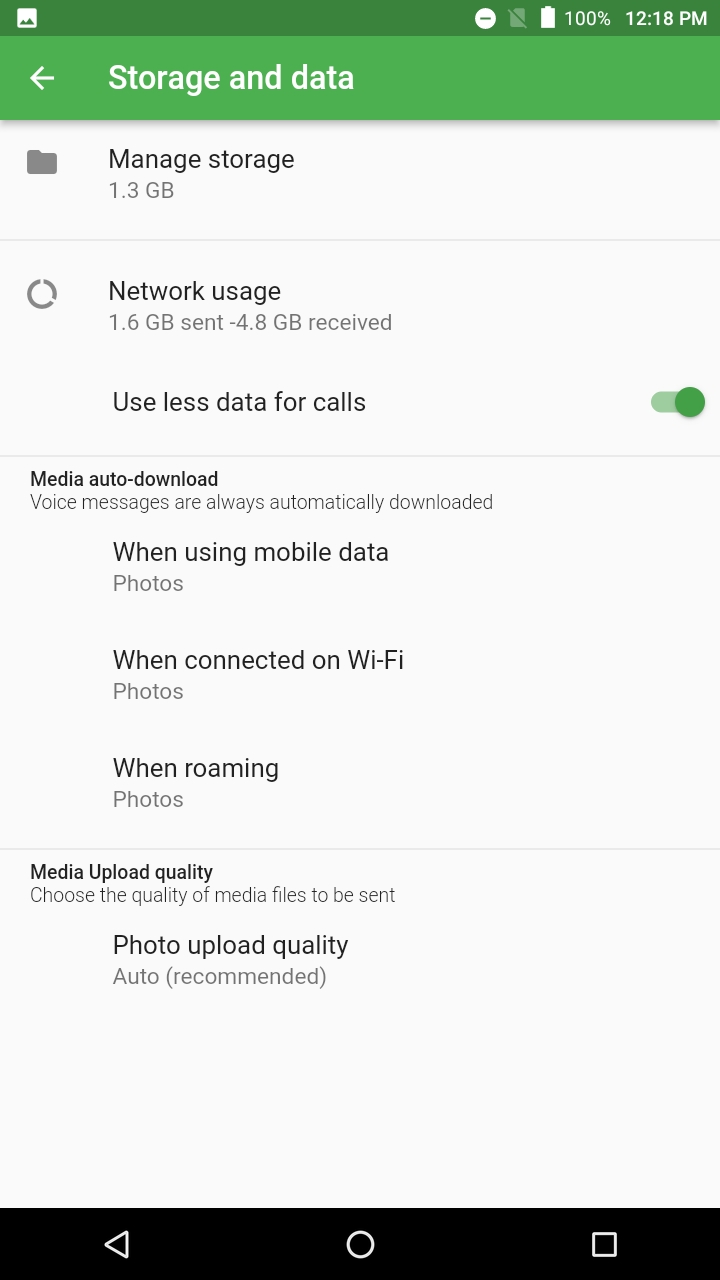 100% 12:18 PM
Storage and data
Manage storage
1.3 GB
Network usage
1.6 GB sent -4.8 GB received
Use less data for calls
Media auto-download
Voice messages are always automatically downloaded
When using mobile data
Photos
When connected on Wi-Fi
Photos
When roaming
Photos
Media Upload quality
Choose the quality of media files to be sent
Photo upload quality
Auto (recommended)